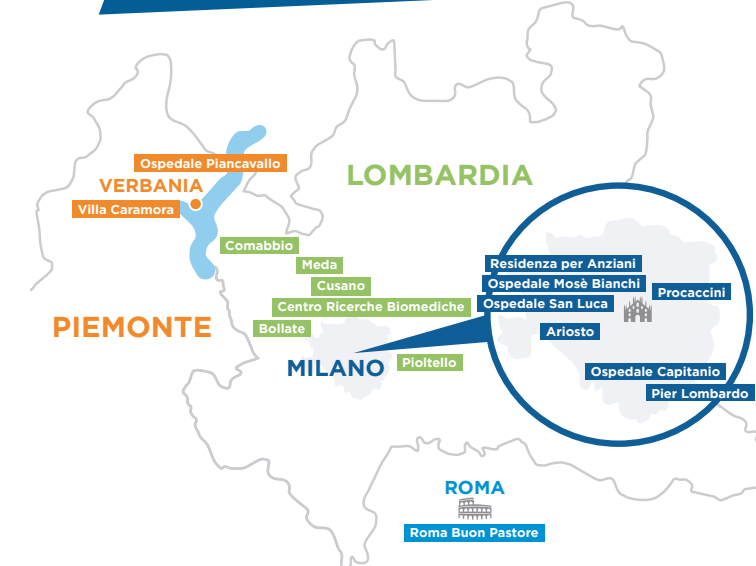 Ospedale Piancavallo
LOMBARDIA
VERBANIA
Villa Caramora
Comabbio
Meda
Cusano
Centro Ricerche Biomediche
Bollate
PIEMONTE
MILANO
Pioltello
Residenza per Anziani
Ospedale Mosè Bianchi
Procaccini
Ospedale San Luca
Ariosto
Ospedale Capitanio
Pier Lombardo
ROMA
Roma Buon Pastore